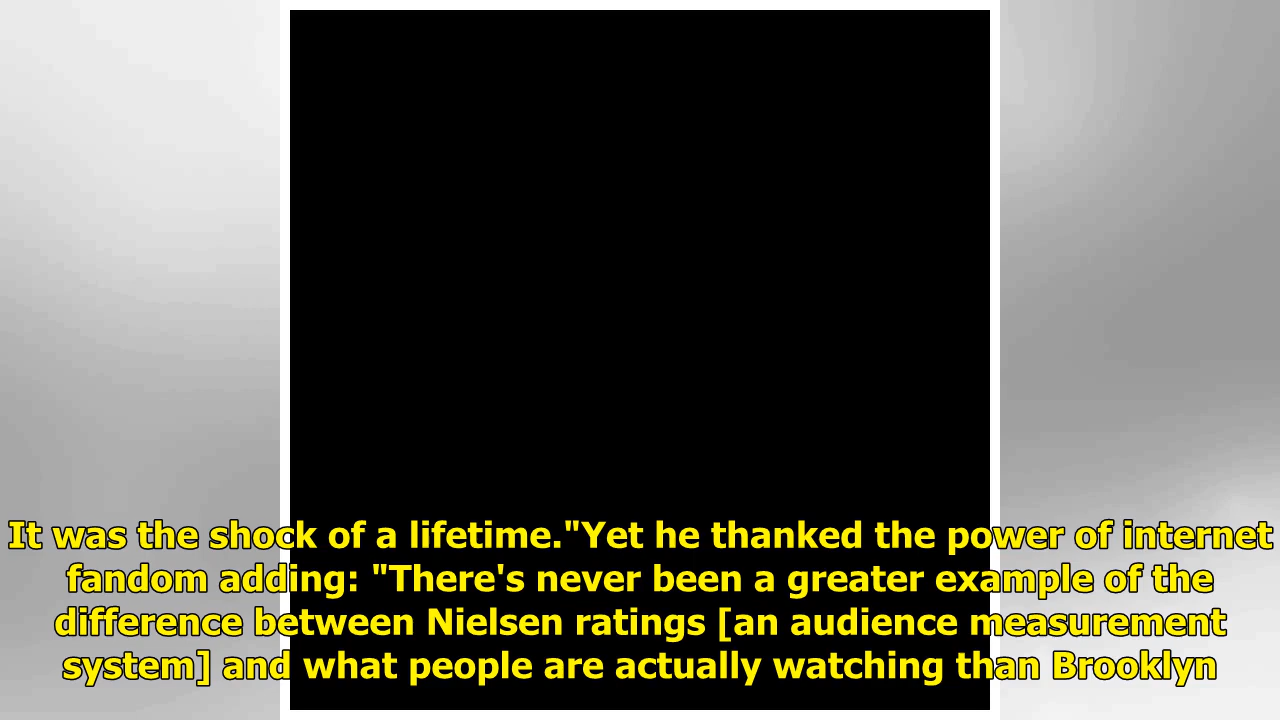 It was the shock of a lifetime."Yet he thanked the power of internet
fandom adding: "There's never been a greater example of the
difference between Nielsen ratings [an audience measurement
system] and what people are actually watching than Brooklyn